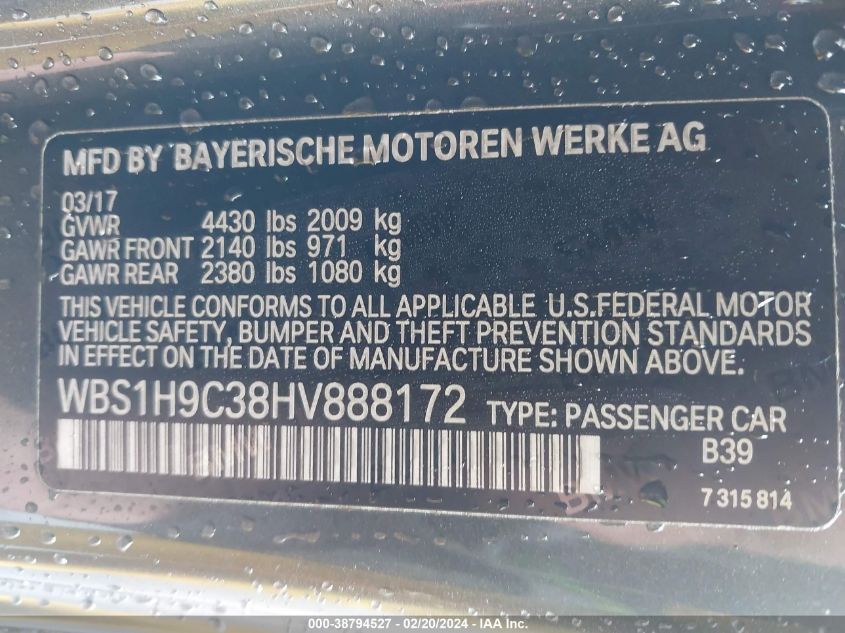 MFD BY BAYERISCHE MOTOREN WERKE AG
03/17
GVWR 4430 lbs 2009 kg
GAWR FRONT 2140 lbs 971 kg
GAWR REAR 2380 lbs 1080 kg
THIS VEHICLE CONFORMS TO ALL APPLICABLE U.S.FEDERAL MOTOR
VEHICLE SAFETY, BUMPER AND THEFT PREVENTION STANDARDS
IN EFFECT ON THE DATE OF MANUFACTURE SHOWN ABOVE.
WBS1H9C38HV888172 TYPE: PASSENGER CAR
B39
7 315 814
000-38794527 - 02/20/2024 - IAA Inc.